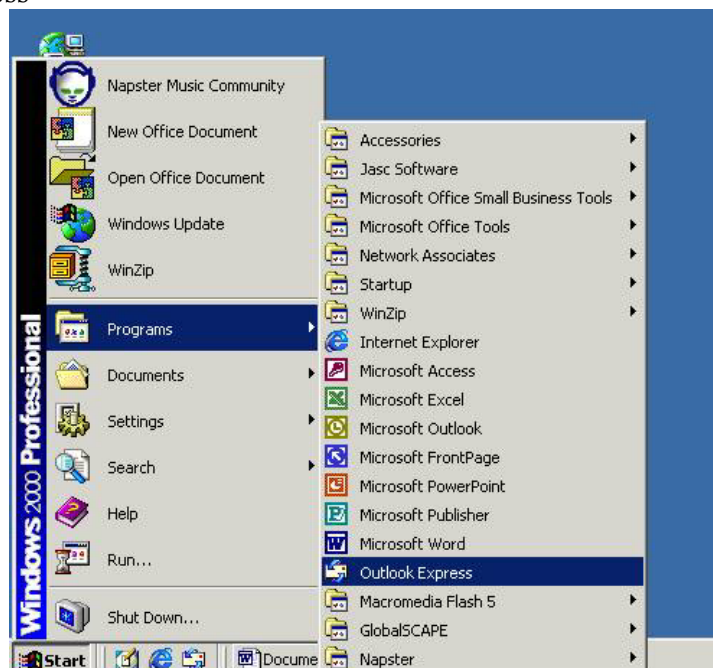 Napster Music Community
New Office Document
Open Office Document
Windows Update
WinZip
Programs
Documents
Settings
Search
Help
Run...
Shut Down...
Windows 2000 Professional
Accessories
Jasc Software
Microsoft Office Small Business Tools
Microsoft Office Tools
Network Associates
Startup
WinZip
Internet Explorer
Microsoft Access
Microsoft Excel
Microsoft Outlook
Microsoft FrontPage
Microsoft PowerPoint
Microsoft Publisher
Microsoft Word
Outlook Express
Macromedia Flash 5
GlobalSCAPE
Napster
Start
Docume